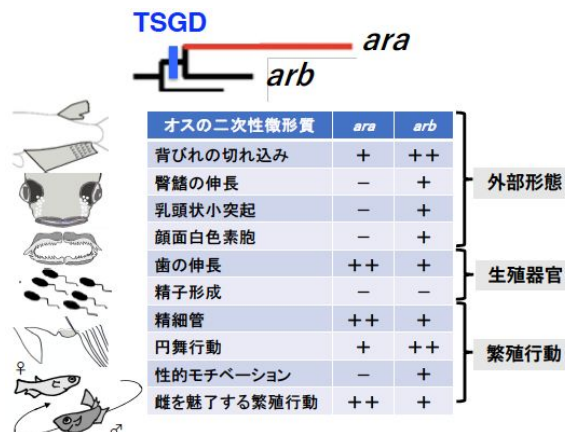 TSGD
ara
arb
オスの二次性徴形質 ara arb
背びれの切れ込み + ++
臀鰭の伸長 − +
乳頭状小突起 − +
顔面白色素胞 − +
外部形態
歯の伸長 ++ +
精子形成 − −
生殖器官
精細管 ++ +
円舞行動 + ++
性的モチベーション − +
雌を魅了する繁殖行動 ++ +
繁殖行動
♀
♂